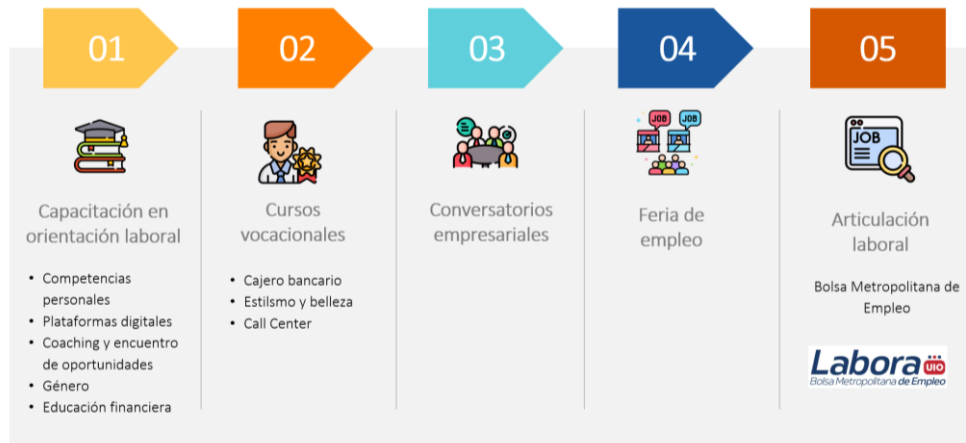 01
02
03
04
05
JOB
JOB
JOB
Capacitación en
orientación laboral
• Competencias
personales
• Plataformas digitales
• Coaching y encuentro
de oportunidades
• Género
• Educación financiera
Cursos
vocacionales
• Cajero bancario
• Estilsmo y belleza
• Call Center
Conversatorios
empresariales
Feria de
empleo
Articulación
laboral
Bolsa Metropolitana de
Empleo
Labora UIO
Bolsa Metropolitana de Empleo